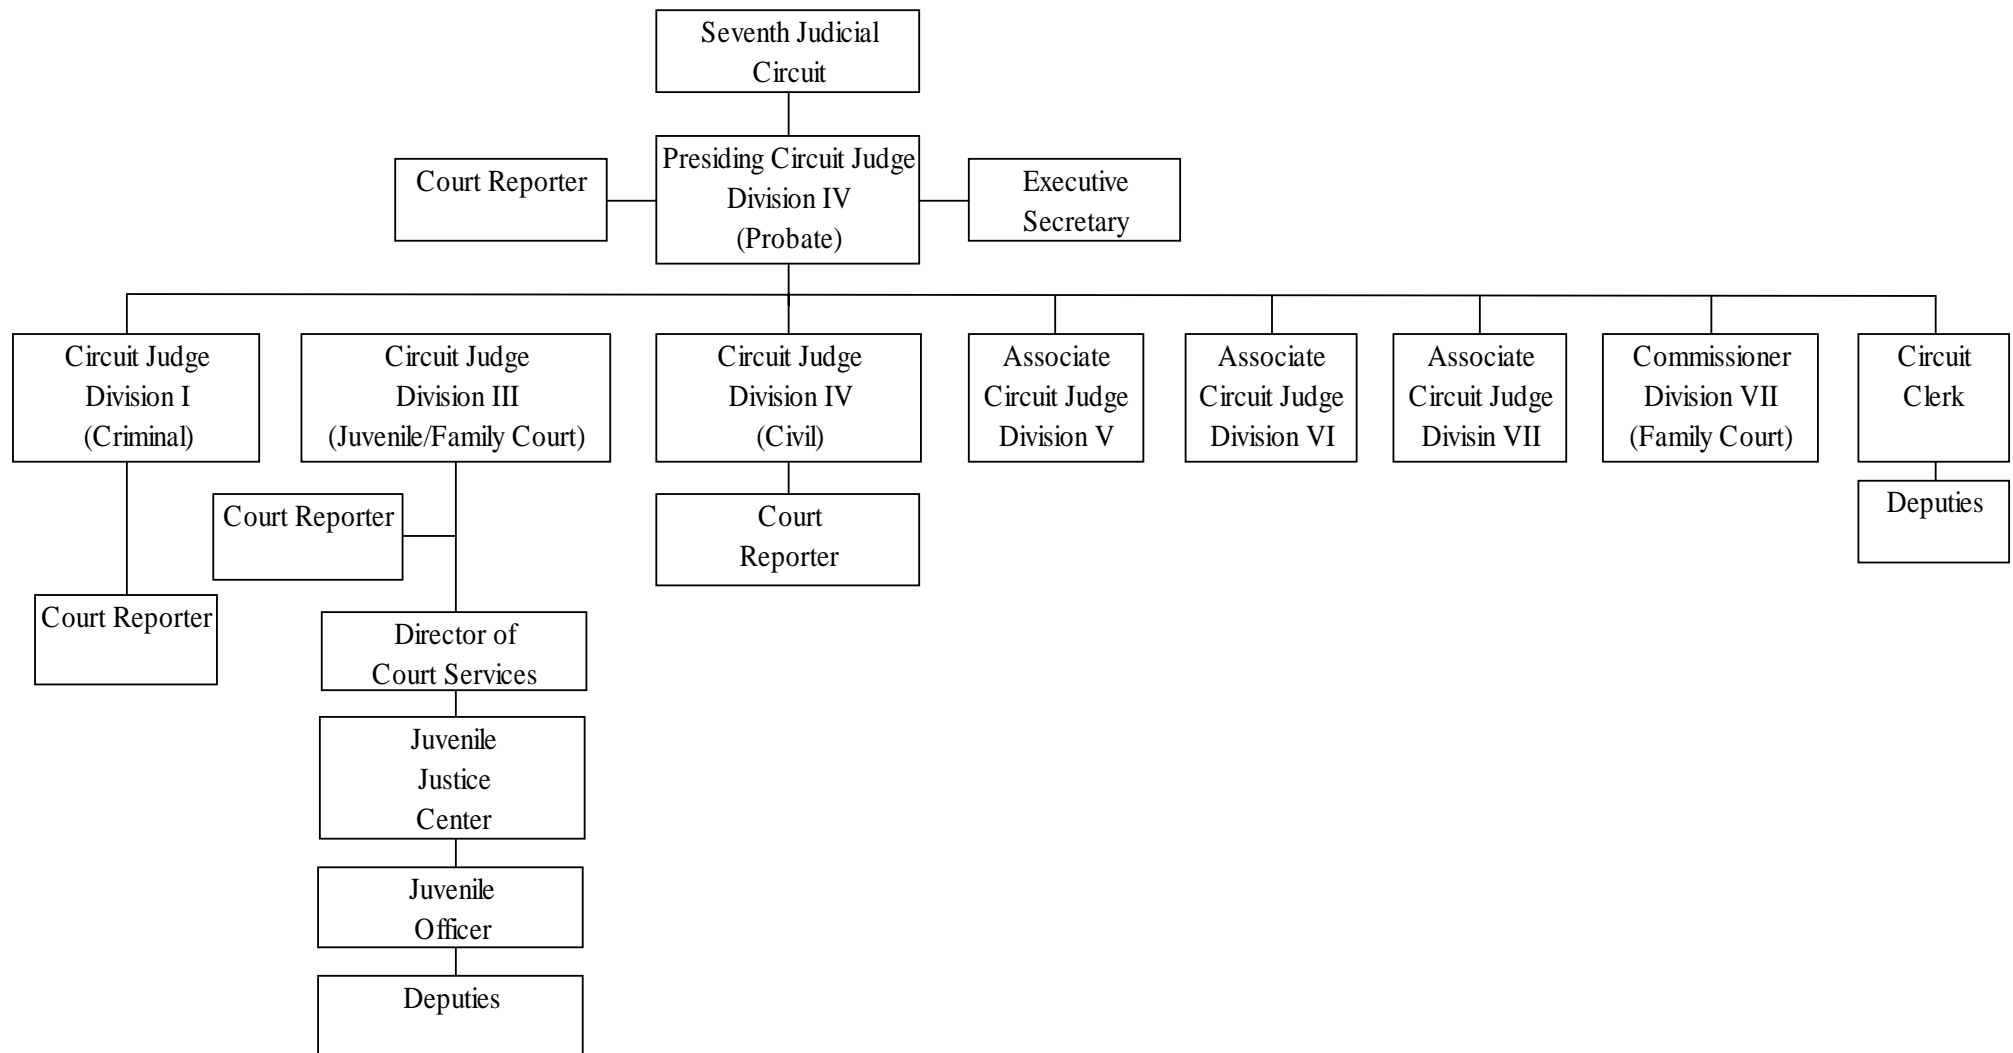 Seventh Judicial
Circuit
Court Reporter
Presiding Circuit Judge
Division IV
(Probate)
Executive
Secretary
Circuit Judge
Division I
(Criminal)
Circuit Judge
Division III
(Juvenile/Family Court)
Circuit Judge
Division IV
(Civil)
Associate
Circuit Judge
Division V
Associate
Circuit Judge
Division VI
Associate
Circuit Judge
Divisin VII
Commissioner
Division VII
(Family Court)
Circuit
Clerk
Court Reporter
Court
Reporter
Deputies
Court Reporter
Director of
Court Services
Juvenile
Justice
Center
Juvenile
Officer
Deputies